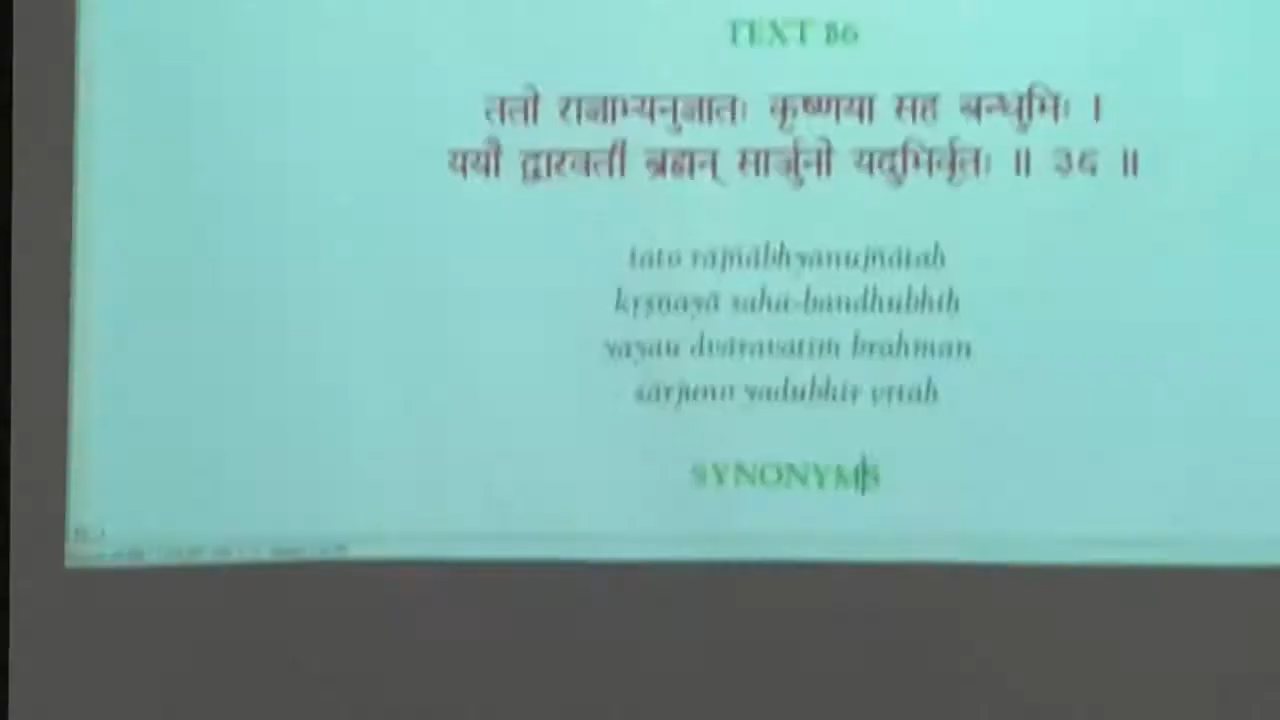 TEXT 36
ततो राज्ञाभ्यनुज्ञातः कृष्णया सह बन्धुभिः ।
ययौ द्वारवतीं ब्रह्मन् सार्जुनो यदुभिर्वृतः ॥ ३६ ॥
tato rājñābhyanujñātaḥ
kṛṣṇayā saha-bandhubhiḥ
yayau dvāravatīṁ brahman
sārjuno yadubhir vṛtaḥ
SYNONYMS